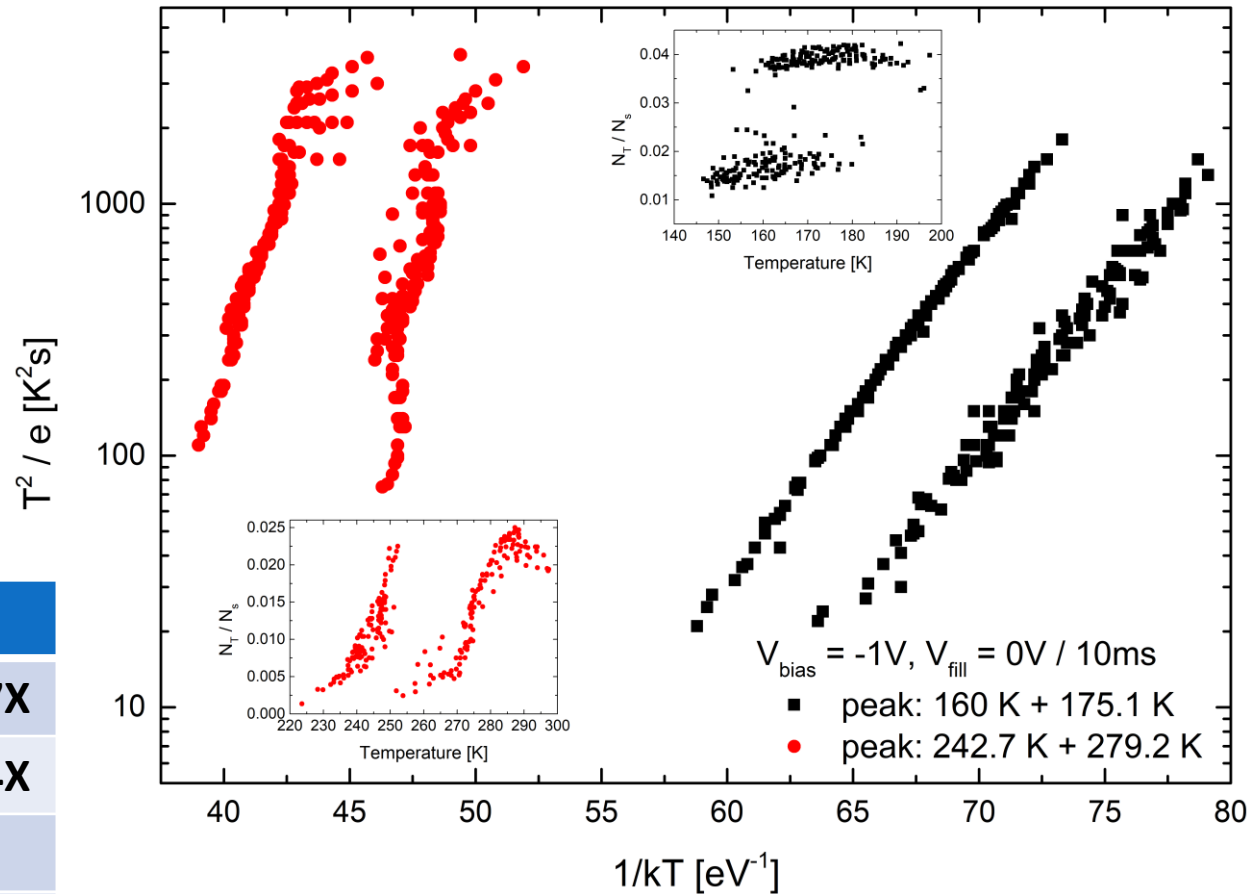 T² / e [K²s]
1000
100
10
40 45 50 55 60 65 70 75 80
1/kT [eV⁻¹]
N_T / N_s
0.04
0.03
0.02
0.01
140 150 160 170 180 190 200
Temperature [K]
N_T / N_s
0.025
0.020
0.015
0.010
0.005
0.000
220 230 240 250 260 270 280 290 300
Temperature [K]
V_bias = -1V, V_fill = 0V / 10ms
peak: 160 K + 175.1 K
peak: 242.7 K + 279.2 K
X
X